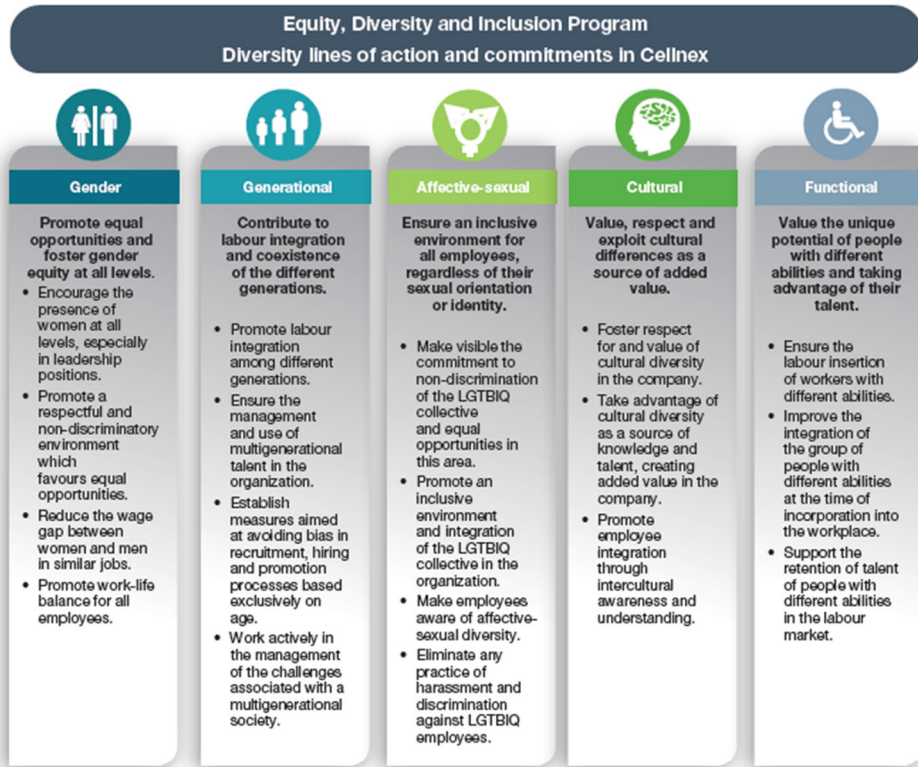 Equity, Diversity and Inclusion Program
Diversity lines of action and commitments in Cellnex
Gender
Promote equal
opportunities and
foster gender
equity at all levels.
• Encourage the
presence of
women at all
levels, especially
in leadership
positions.
• Promote a
respectful and
non-discriminatory
environment
which
favours equal
opportunities.
• Reduce the wage
gap between
women and men
in similar jobs.
• Promote work-life
balance for all
employees.
Generational
Contribute to
labour integration
and coexistence
of the different
generations.
• Promote labour
integration
among different
generations.
• Ensure the
management
and use of
multigenerational
talent in the
organization.
• Establish
measures aimed
at avoiding bias in
recruitment, hiring
and promotion
processes based
exclusively on
age.
• Work actively in
the management
of the challenges
associated with a
multigenerational
society.
Affective-sexual
Ensure an inclusive
environment for
all employees,
regardless of their
sexual orientation
or identity.
• Make visible the
commitment to
non-discrimination
of the LGTBIQ
collective
and equal
opportunities in
this area.
• Promote an
inclusive
environment
and integration
of the LGTBIQ
collective in the
organization.
• Make employees
aware of affective-
sexual diversity.
• Eliminate any
practice of
harassment and
discrimination
against LGTBIQ
employees.
Cultural
Value, respect and
exploit cultural
differences as a
source of added
value.
• Foster respect
for and value of
cultural diversity
in the company.
• Take advantage of
cultural diversity
as a source of
knowledge and
talent, creating
added value in the
company.
• Promote
employee
integration
through
intercultural
awareness and
understanding.
Functional
Value the unique
potential of people
with different
abilities and taking
advantage of their
talent.
• Ensure the
labour insertion
of workers with
different abilities.
• Improve the
integration of
the group of
people with
different abilities
at the time of
incorporation into
the workplace.
• Support the
retention of talent
of people with
different abilities
in the labour
market.